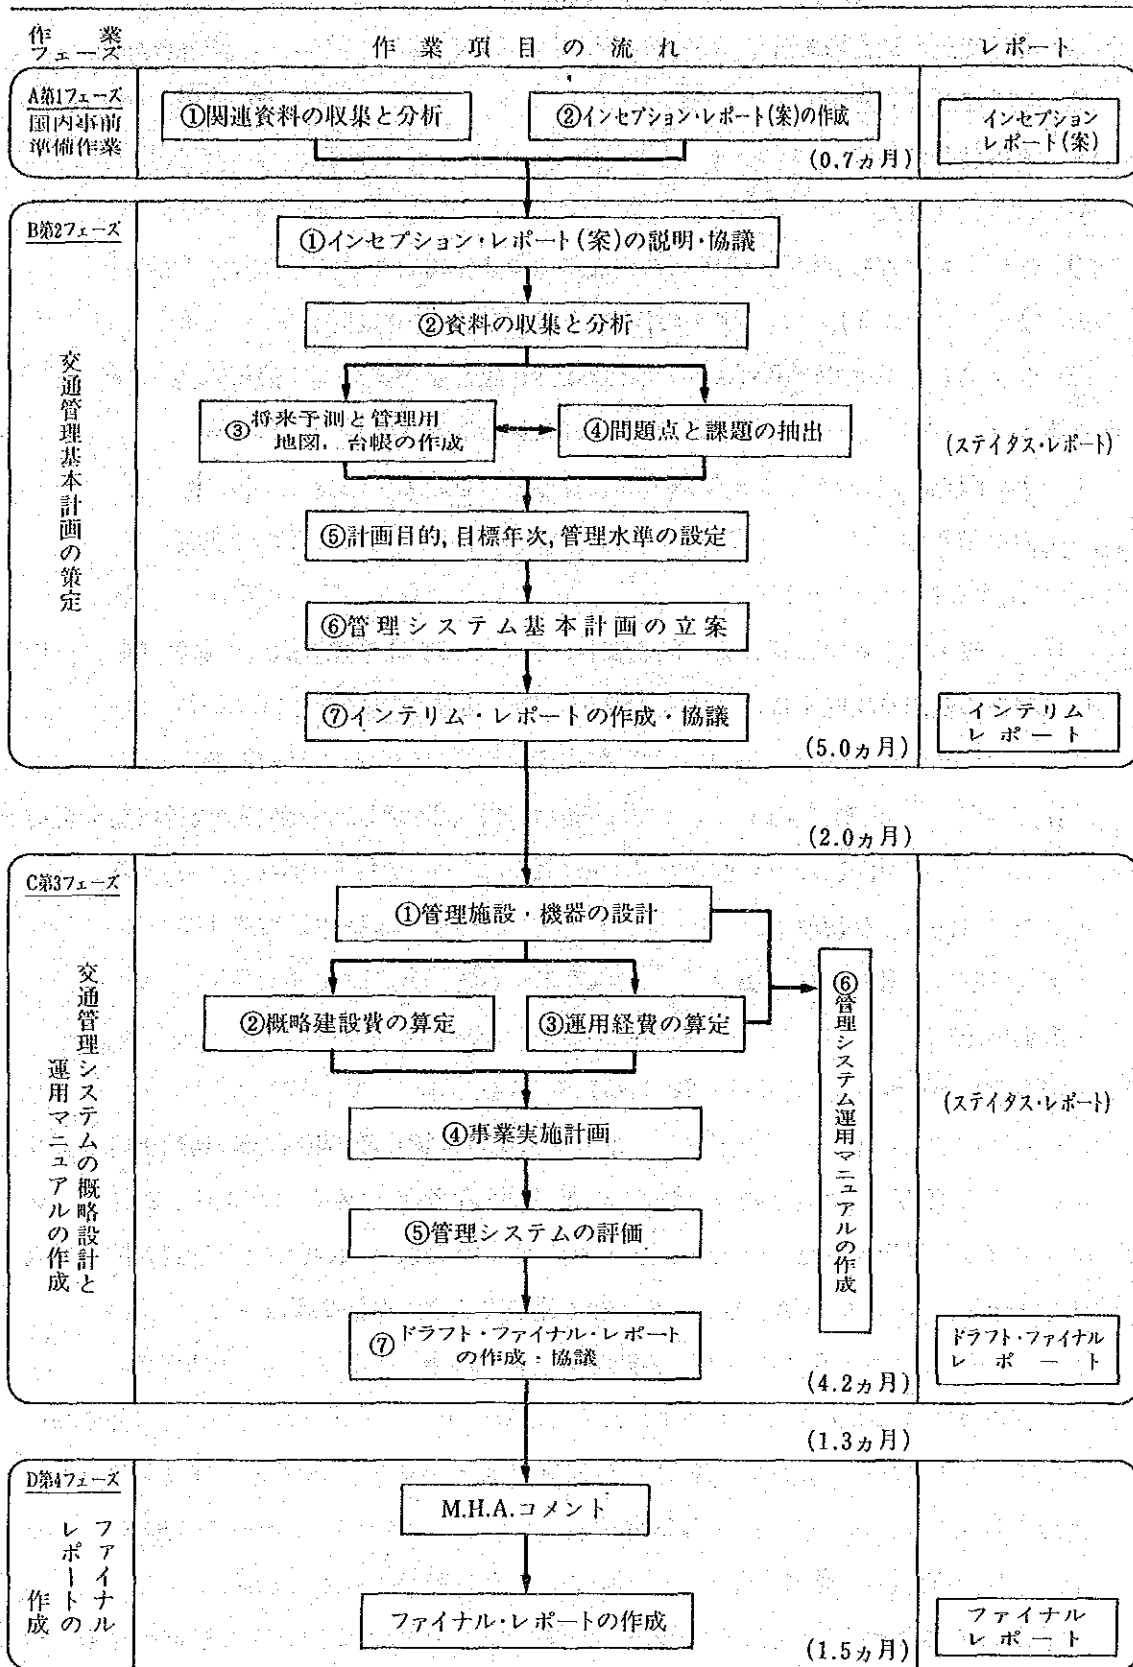 作業フェーズ
作業項目の流れ
レポート
A第1フェーズ
国内事前
準備作業
①関連資料の収集と分析
②インセプション・レポート(案)の作成
(0.7ヵ月)
インセプション
レポート(案)
B第2フェーズ
交通管理基本計画の策定
①インセプション・レポート(案)の説明・協議
②資料の収集と分析
③将来予測と管理用
地図，台帳の作成
④問題点と課題の抽出
⑤計画目的,目標年次,管理水準の設定
⑥管理システム基本計画の立案
⑦インテリム・レポートの作成・協議
(5.0ヵ月)
(ステイタス・レポート)
インテリム
レポート
(2.0ヵ月)
C第3フェーズ
交通管理システムの概略設計と
運用マニュアルの作成
①管理施設・機器の設計
②概略建設費の算定
③運用経費の算定
④事業実施計画
⑤管理システムの評価
⑥管理システム運用マニュアルの作成
⑦ドラフト・ファイナル・レポート
の作成・協議
(4.2ヵ月)
(ステイタス・レポート)
ドラフト・ファイナル
レポート
(1.3ヵ月)
D第4フェーズ
ファイナル
レポートの
作成
M.H.A.コメント
ファイナル・レポートの作成
(1.5ヵ月)
ファイナル
レポート